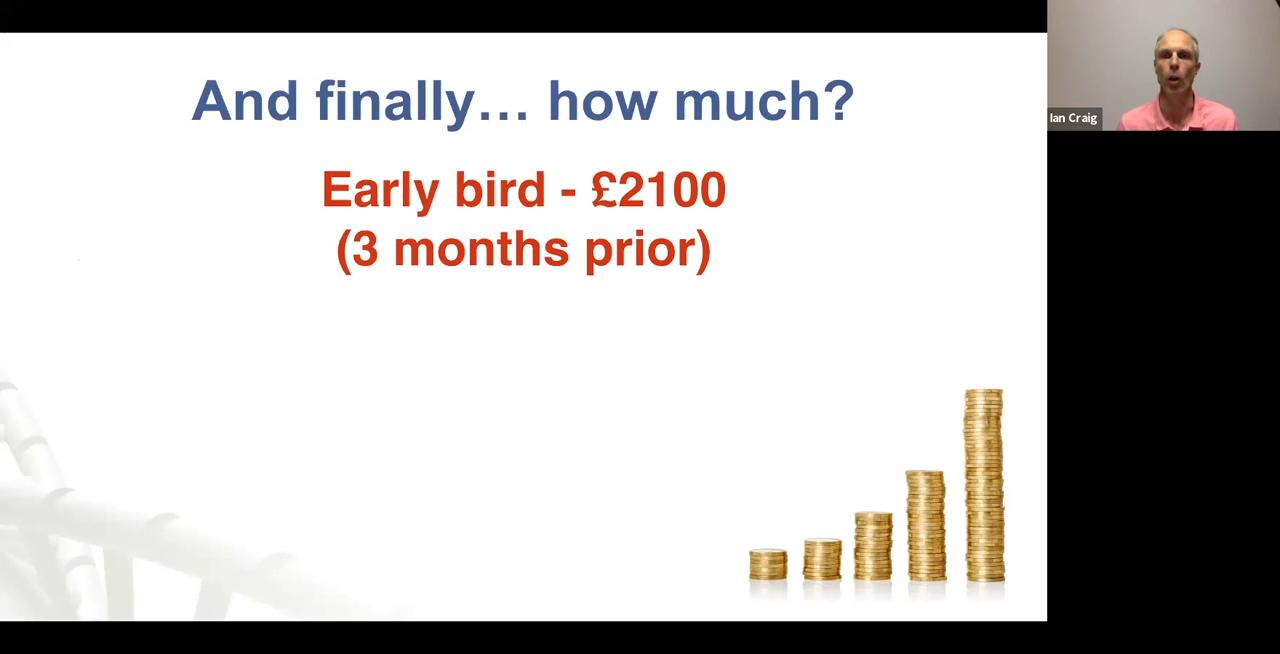 And finally… how much?
Early bird - £2100
(3 months prior)
Ian Craig